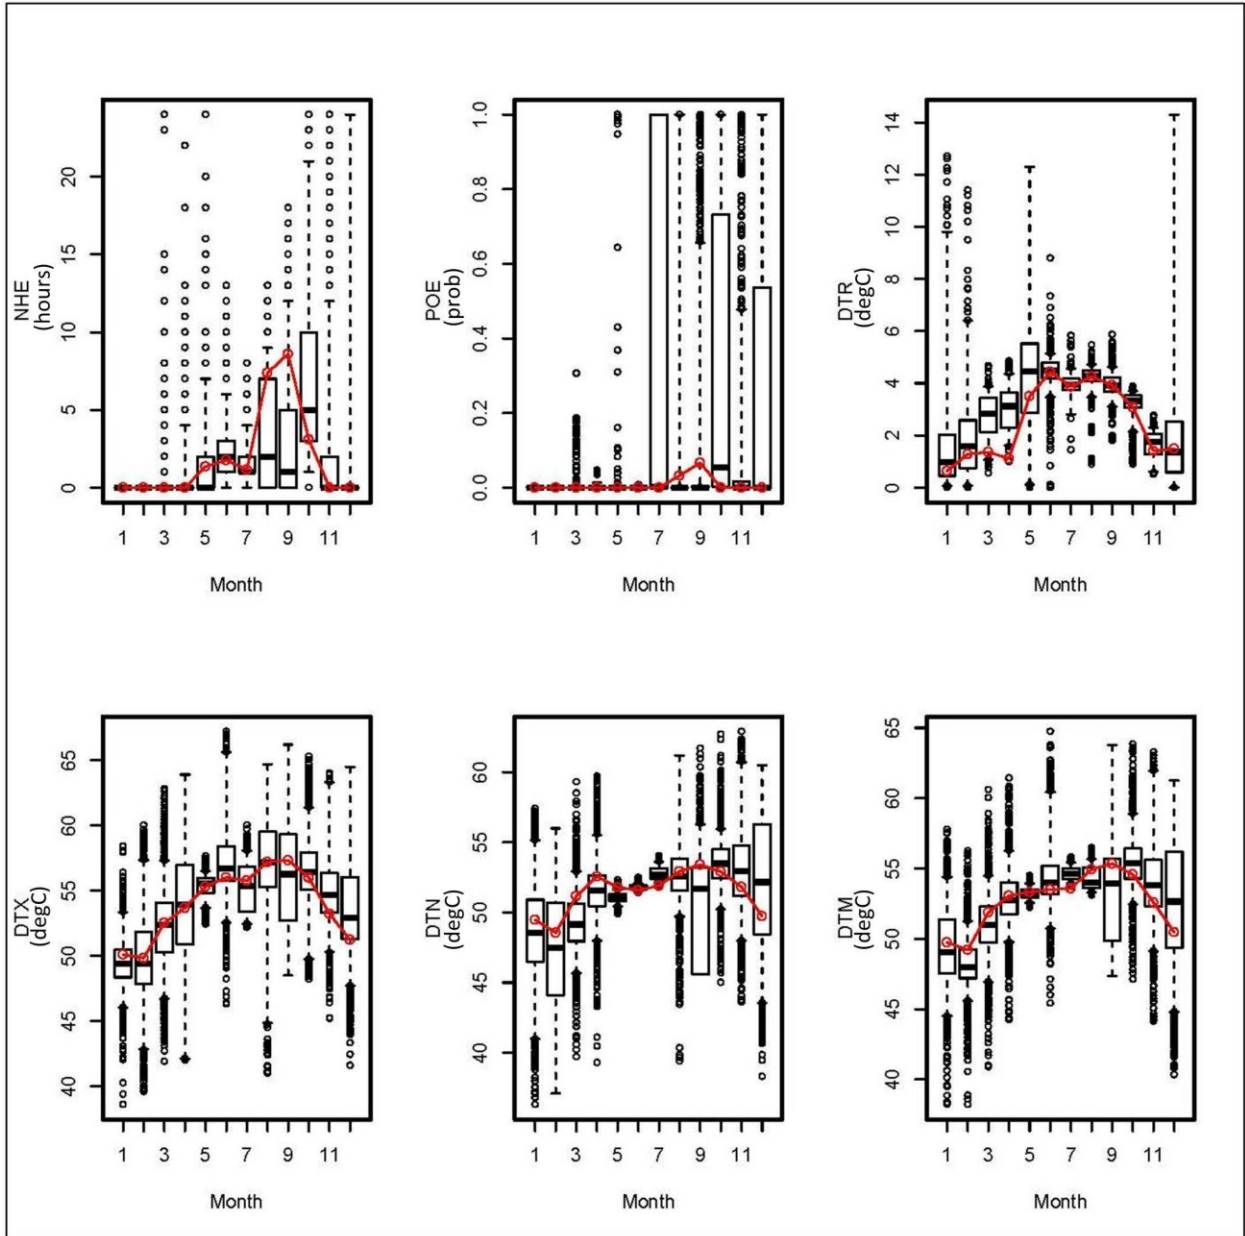 NHE
(hours)
0 5 10 15 20
1 3 5 7 9 11
Month
POE
(prob)
0.0 0.2 0.4 0.6 0.8 1.0
1 3 5 7 9 11
Month
DTR
(degC)
0 2 4 6 8 10 12 14
1 3 5 7 9 11
Month
DTX
(degC)
40 45 50 55 60 65
1 3 5 7 9 11
Month
DTN
(degC)
40 45 50 55 60
1 3 5 7 9 11
Month
DTM
(degC)
40 45 50 55 60 65
1 3 5 7 9 11
Month